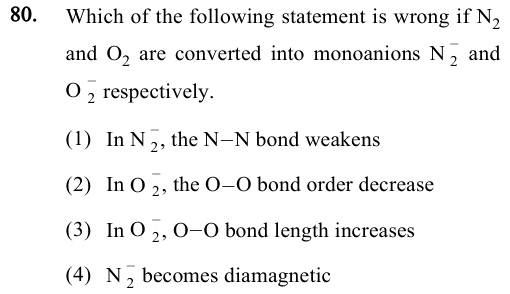 80. Which of the following statement is wrong if N₂
and O₂ are converted into monoanions N₂⁻ and
O₂⁻ respectively.
(1) In N₂⁻, the N–N bond weakens
(2) In O₂⁻, the O–O bond order decrease
(3) In O₂⁻, O–O bond length increases
(4) N₂⁻ becomes diamagnetic